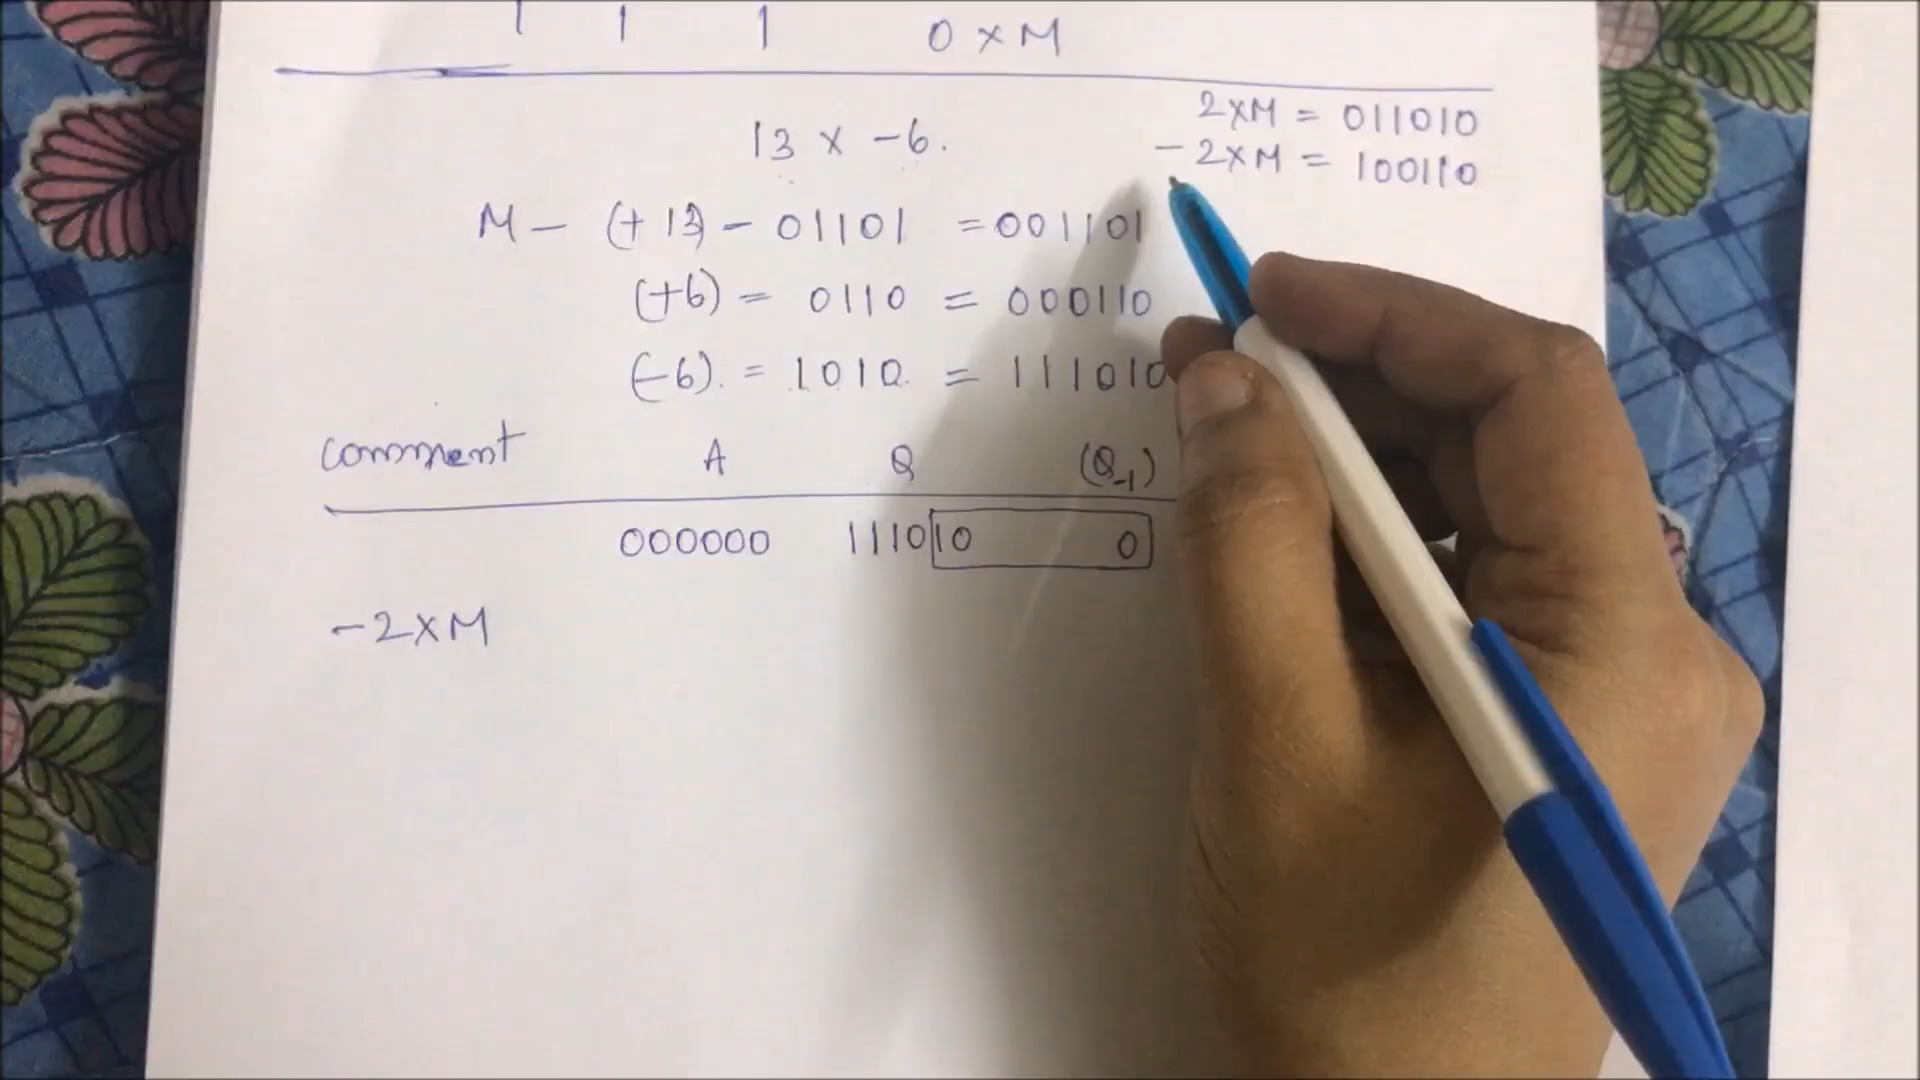 1 1 1 0 × M
13 × -6.
2×M = 011010
-2×M = 100110
M - (+13) - 01101 = 001101
(+6) = 0110 = 000110
(-6). = 1010 = 111010
comment A Q (Q-1)
000000 111010 0
-2×M